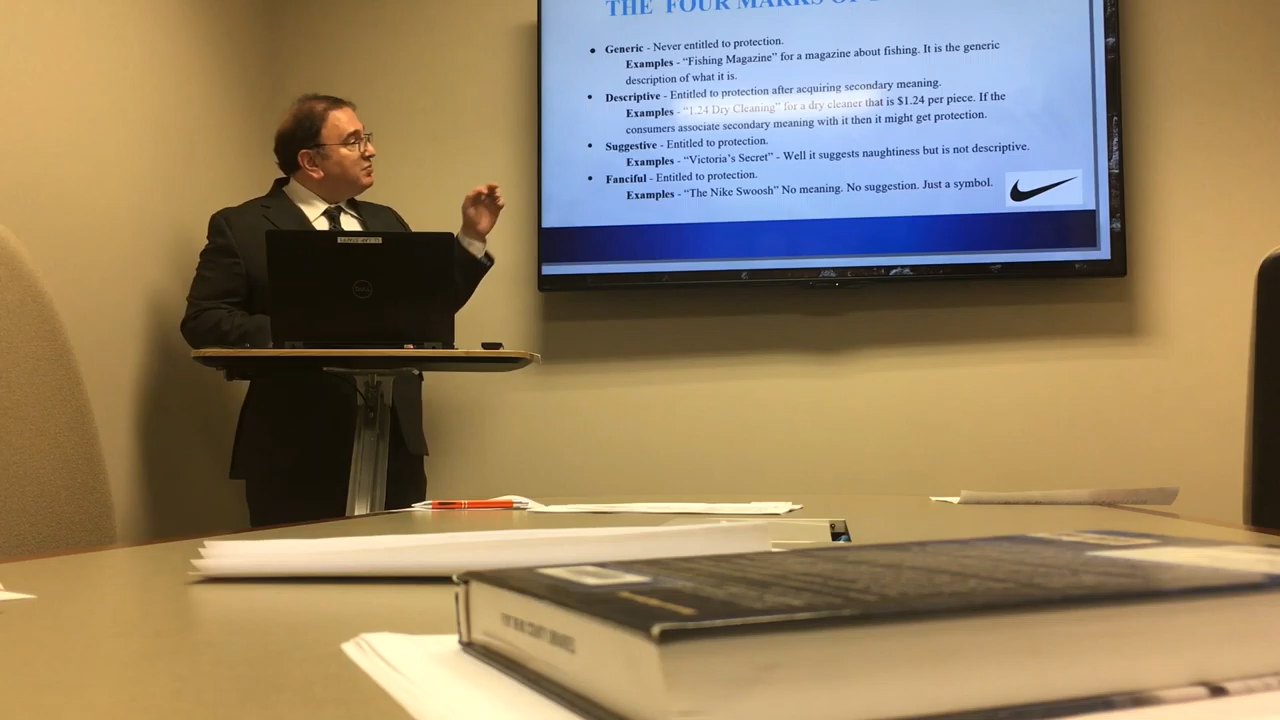 THE FOUR MARKS OF
Generic - Never entitled to protection.
Examples - “Fishing Magazine” for a magazine about fishing. It is the generic
description of what it is.
Descriptive - Entitled to protection after acquiring secondary meaning.
Examples - “1.24 Dry Cleaning” for a dry cleaner that is $1.24 per piece. If the
consumers associate secondary meaning with it then it might get protection.
Suggestive - Entitled to protection.
Examples - “Victoria’s Secret” - Well it suggests naughtiness but is not descriptive.
Fanciful - Entitled to protection.
Examples - “The Nike Swoosh” No meaning. No suggestion. Just a symbol.
DELL